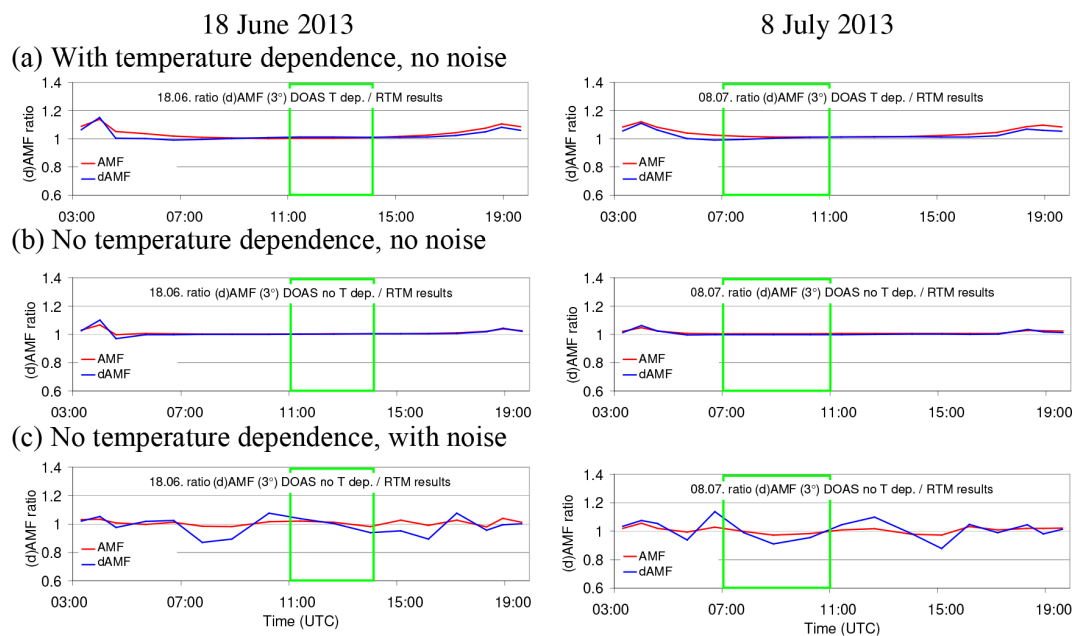 18 June 2013
8 July 2013
(a) With temperature dependence, no noise
1.4
1.2
1
0.8
0.6
(d)AMF ratio
18.06. ratio (d)AMF (3°) DOAS T dep. / RTM results
AMF
dAMF
03:00 07:00 11:00 15:00 19:00
1.4
1.2
1
0.8
0.6
(d)AMF ratio
08.07. ratio (d)AMF (3°) DOAS T dep. / RTM results
AMF
dAMF
03:00 07:00 11:00 15:00 19:00
(b) No temperature dependence, no noise
1.4
1.2
1
0.8
0.6
(d)AMF ratio
18.06. ratio (d)AMF (3°) DOAS no T dep. / RTM results
AMF
dAMF
03:00 07:00 11:00 15:00 19:00
1.4
1.2
1
0.8
0.6
(d)AMF ratio
08.07. ratio (d)AMF (3°) DOAS no T dep. / RTM results
AMF
dAMF
03:00 07:00 11:00 15:00 19:00
(c) No temperature dependence, with noise
1.4
1.2
1
0.8
0.6
(d)AMF ratio
18.06. ratio (d)AMF (3°) DOAS no T dep. / RTM results
AMF
dAMF
03:00 07:00 11:00 15:00 19:00
Time (UTC)
1.4
1.2
1
0.8
0.6
(d)AMF ratio
08.07. ratio (d)AMF (3°) DOAS no T dep. / RTM results
AMF
dAMF
03:00 07:00 11:00 15:00 19:00
Time (UTC)